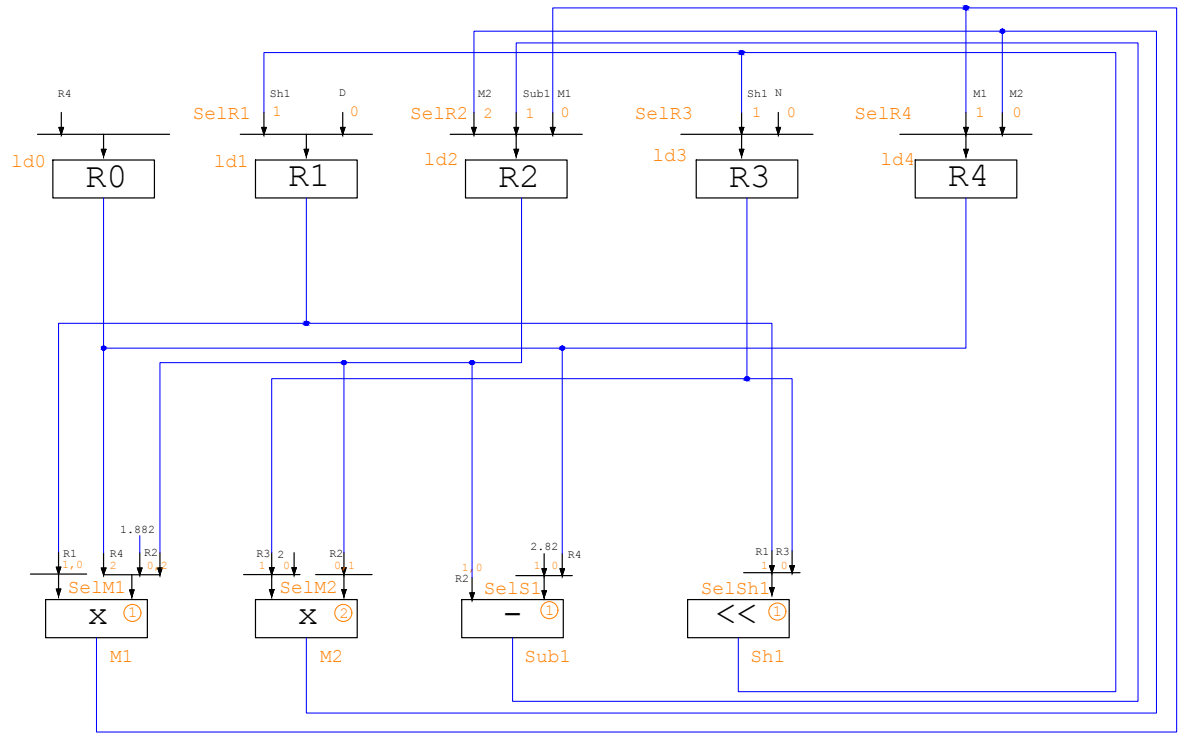 R4
Sh1 D
SelR1 1 0
M2 Sub1 M1
SelR2 2 1 0
Sh1 N
SelR3 1 0
M1 M2
SelR4 1 0
ld0 R0
ld1 R1
ld2 R2
ld3 R3
ld4 R4
1.882
R1 R4 R2
1,0 2 0,2
SelM1
x 1
M1
R3 2 R2
1 0 0,1
SelM2
x 2
M2
2.82
R4
1,0 1 0
R2 SelS1
- 1
Sub1
R1 R3
1 0
SelSh1
<< 1
Sh1